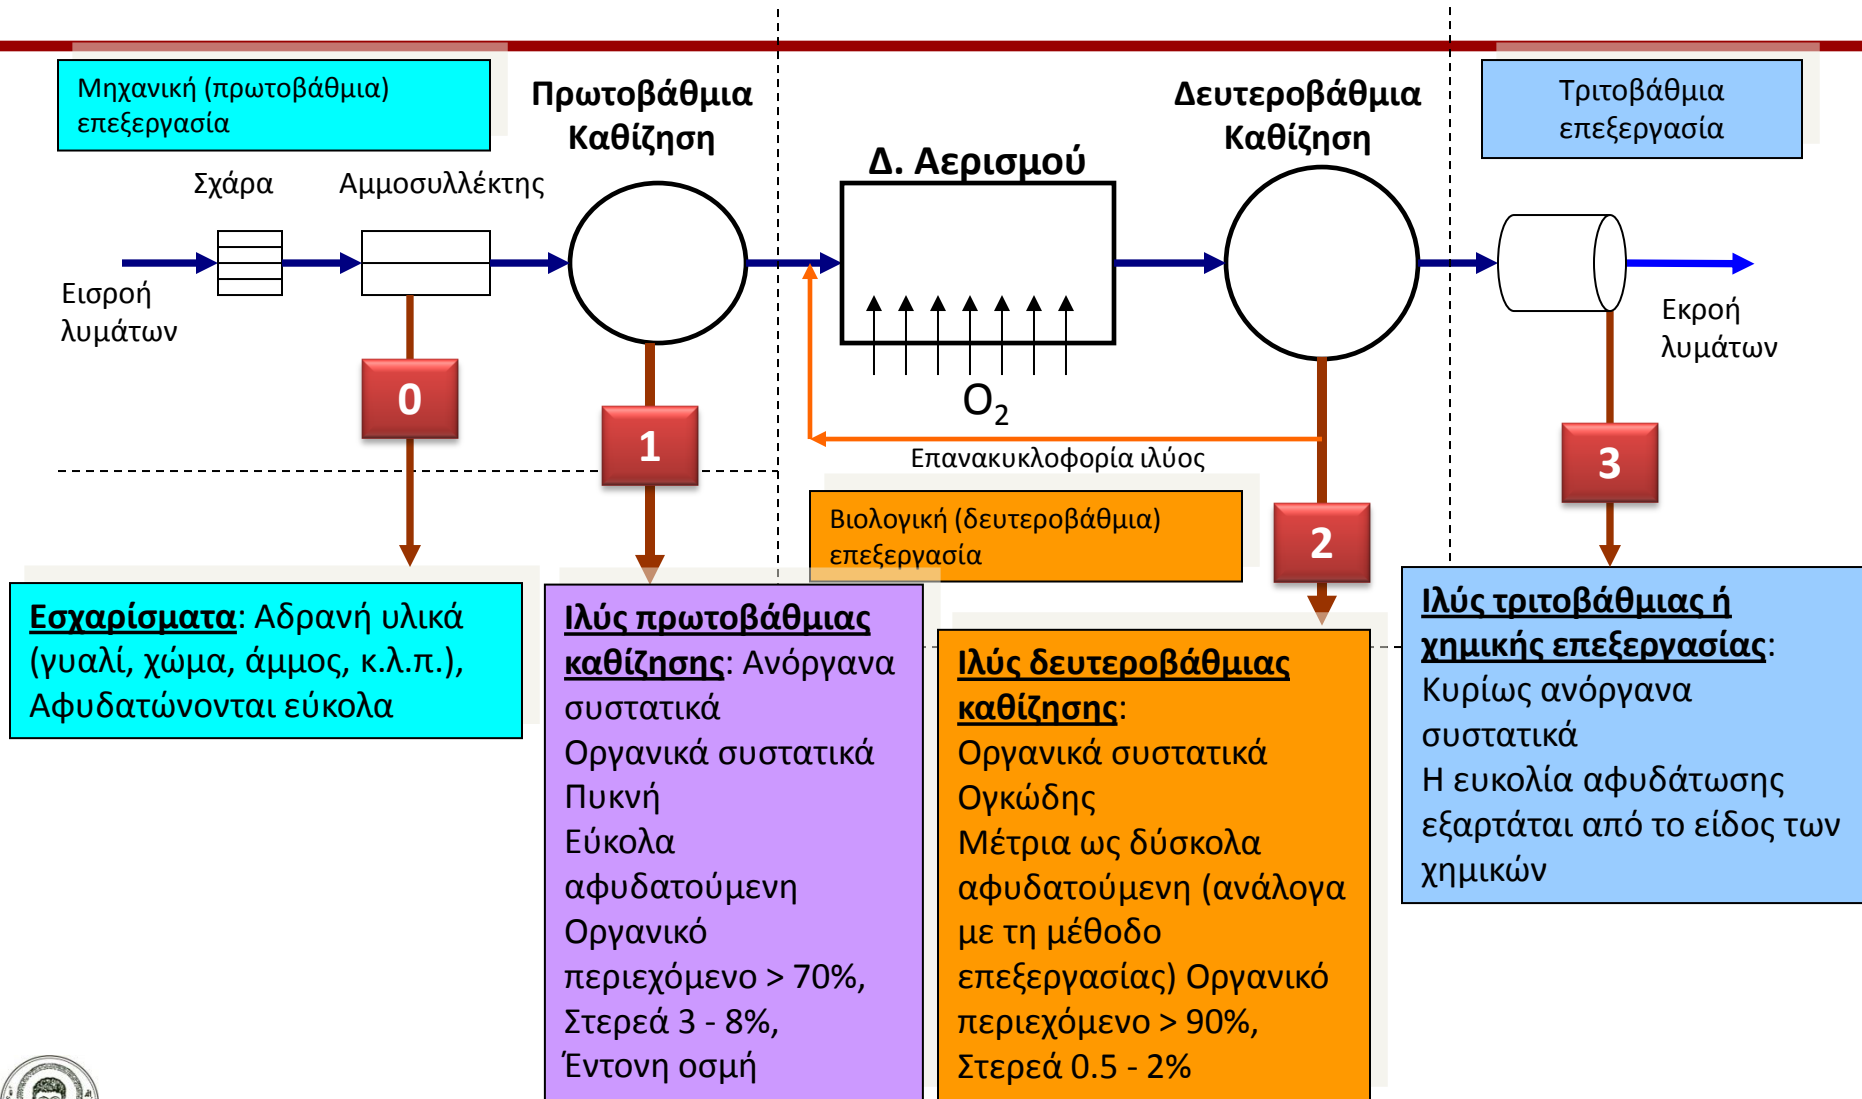 Μηχανική (πρωτοβάθμια)
επεξεργασία
Πρωτοβάθμια
Καθίζηση
Δευτεροβάθμια
Καθίζηση
Τριτοβάθμια
επεξεργασία
Δ. Αερισμού
Σχάρα
Αμμοσυλλέκτης
Εισροή
λυμάτων
Εκροή
λυμάτων
O2
Επανακυκλοφορία ιλύος
0
1
2
3
Βιολογική (δευτεροβάθμια)
επεξεργασία
Εσχαρίσματα: Αδρανή υλικά
(γυαλί, χώμα, άμμος, κ.λ.π.),
Αφυδατώνονται εύκολα
Ιλύς πρωτοβάθμιας
καθίζησης: Ανόργανα
συστατικά
Οργανικά συστατικά
Πυκνή
Εύκολα
αφυδατούμενη
Οργανικό
περιεχόμενο > 70%,
Στερεά 3 - 8%,
Έντονη οσμή
Ιλύς δευτεροβάθμιας
καθίζησης:
Οργανικά συστατικά
Ογκώδης
Μέτρια ως δύσκολα
αφυδατούμενη (ανάλογα
με τη μέθοδο
επεξεργασίας) Οργανικό
περιεχόμενο > 90%,
Στερεά 0.5 - 2%
Ιλύς τριτοβάθμιας ή
χημικής επεξεργασίας:
Κυρίως ανόργανα
συστατικά
Η ευκολία αφυδάτωσης
εξαρτάται από το είδος των
χημικών